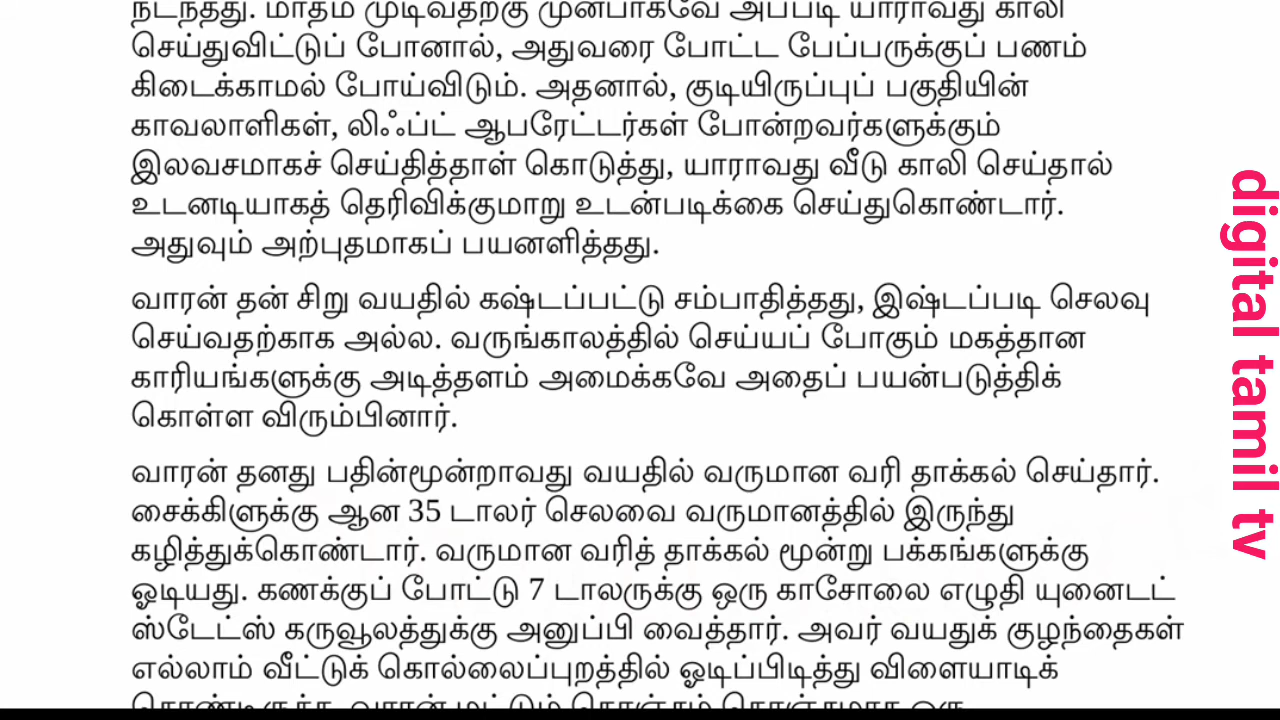 நடந்தது. மாதம் முடிவதற்கு முன்பாகவே அப்படி யாராவது காலி
செய்துவிட்டுப் போனால், அதுவரை போட்ட பேப்பருக்குப் பணம்
கிடைக்காமல் போய்விடும். அதனால், குடியிருப்புப் பகுதியின்
காவலாளிகள், லிஃப்ட் ஆபரேட்டர்கள் போன்றவர்களுக்கும்
இலவசமாகச் செய்தித்தாள் கொடுத்து, யாராவது வீடு காலி செய்தால்
உடனடியாகத் தெரிவிக்குமாறு உடன்படிக்கை செய்துகொண்டார்.
அதுவும் அற்புதமாகப் பயனளித்தது.
வாரன் தன் சிறு வயதில் கஷ்டப்பட்டு சம்பாதித்தது, இஷ்டப்படி செலவு
செய்வதற்காக அல்ல. வருங்காலத்தில் செய்யப் போகும் மகத்தான
காரியங்களுக்கு அடித்தளம் அமைக்கவே அதைப் பயன்படுத்திக்
கொள்ள விரும்பினார்.
வாரன் தனது பதின்மூன்றாவது வயதில் வருமான வரி தாக்கல் செய்தார்.
சைக்கிளுக்கு ஆன 35 டாலர் செலவை வருமானத்தில் இருந்து
கழித்துக்கொண்டார். வருமான வரித் தாக்கல் மூன்று பக்கங்களுக்கு
ஓடியது. கணக்குப் போட்டு 7 டாலருக்கு ஒரு காசோலை எழுதி யுனைடட்
ஸ்டேட்ஸ் கருவூலத்துக்கு அனுப்பி வைத்தார். அவர் வயதுக் குழந்தைகள்
எல்லாம் வீட்டுக் கொல்லைப்புறத்தில் ஓடிப்பிடித்து விளையாடிக்
கொண்டிருக்க, வாரன் மட்டும் கொஞ்சம் கொஞ்சமாக ஒரு
digital tamil tv